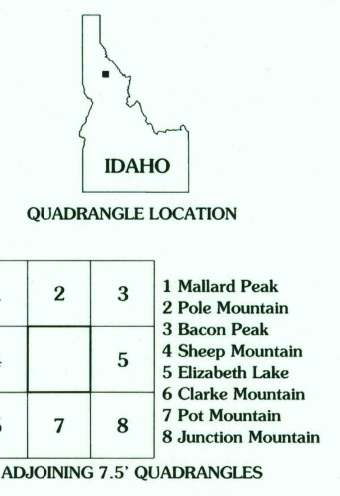 IDAHO
QUADRANGLE LOCATION
2 3
5
7 8
1 Mallard Peak
2 Pole Mountain
3 Bacon Peak
4 Sheep Mountain
5 Elizabeth Lake
6 Clarke Mountain
7 Pot Mountain
8 Junction Mountain
ADJOINING 7.5' QUADRANGLES